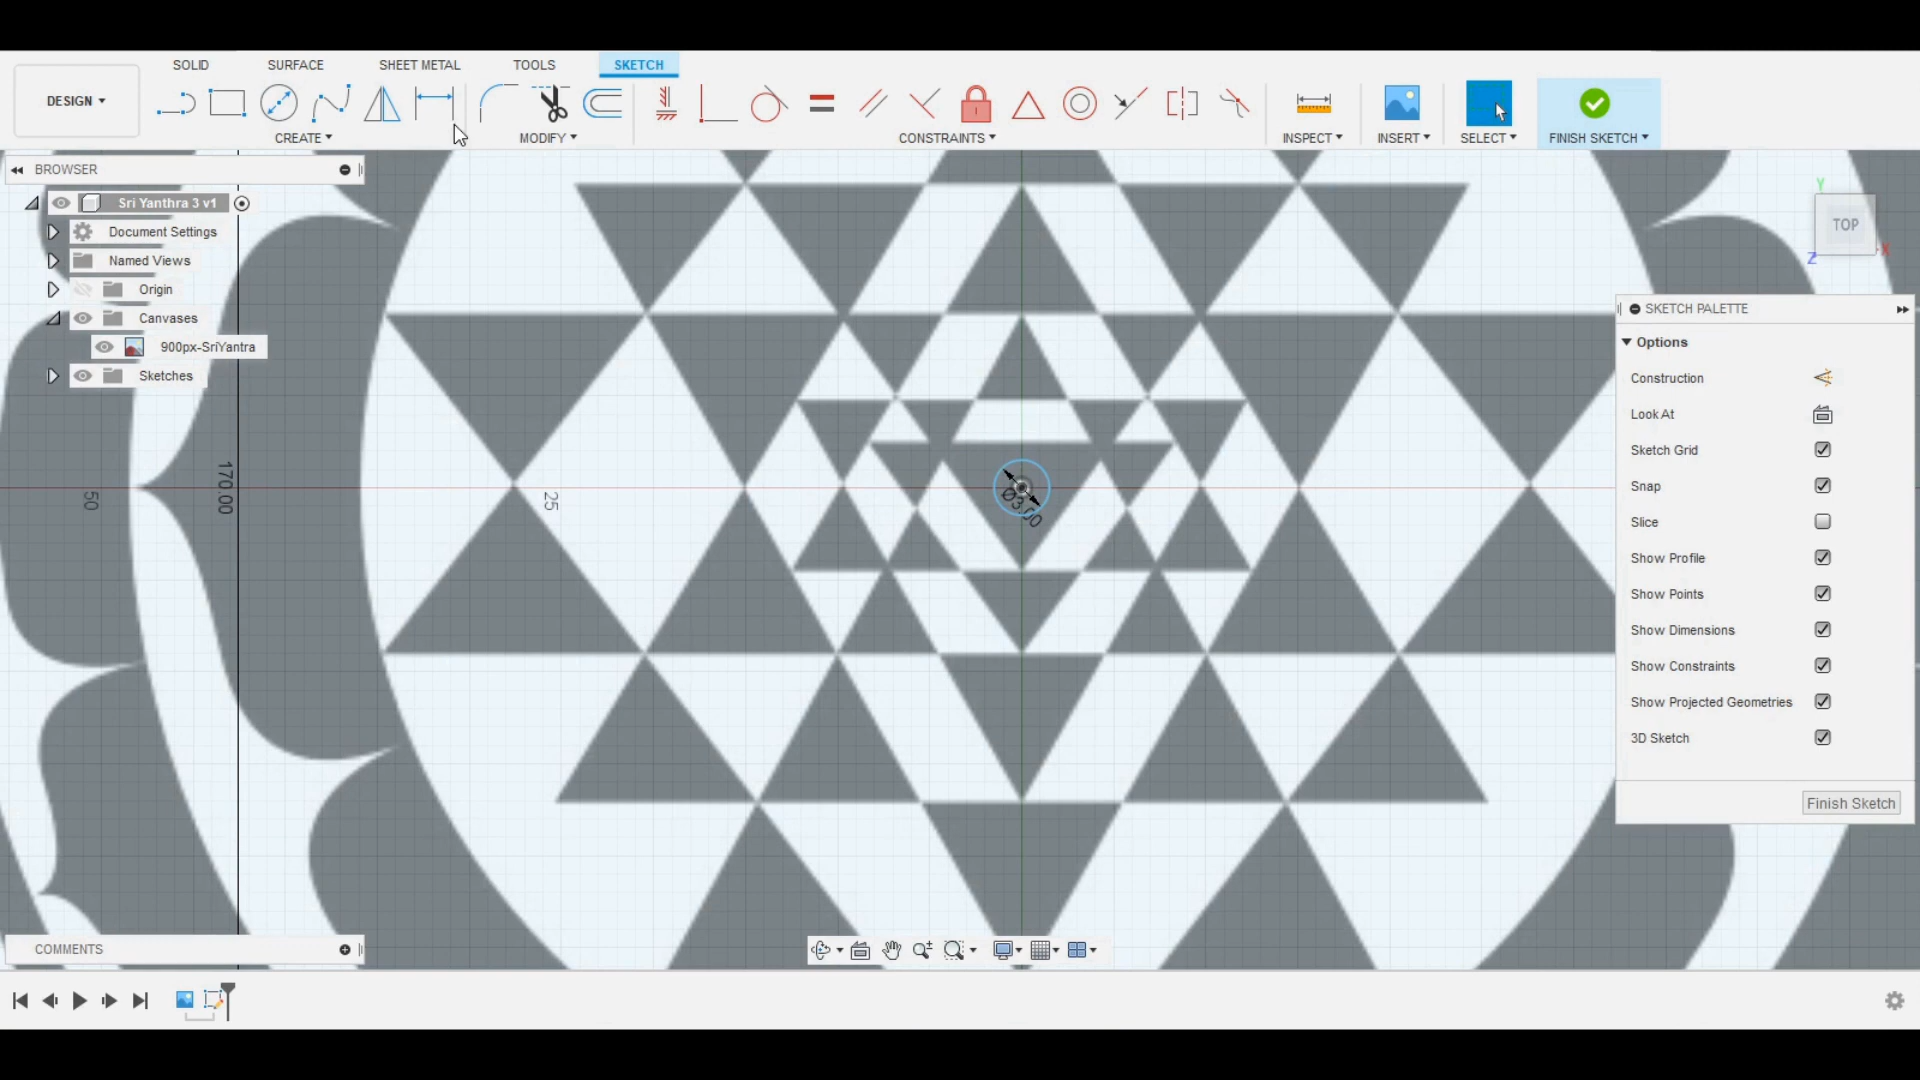 SOLID SURFACE SHEET METAL TOOLS SKETCH
DESIGN
CREATE MODIFY CONSTRAINTS INSPECT INSERT SELECT FINISH SKETCH
BROWSER
Sri Yanthra 3 v1
Document Settings
Named Views
Origin
Canvases
900px-SriYantra
Sketches
Y
TOP
X
Z
SKETCH PALETTE
Options
Construction
Look At
Sketch Grid
Snap
Slice
Show Profile
Show Points
Show Dimensions
Show Constraints
Show Projected Geometries
3D Sketch
Finish Sketch
50
170.00
25
Ø3.00
COMMENTS